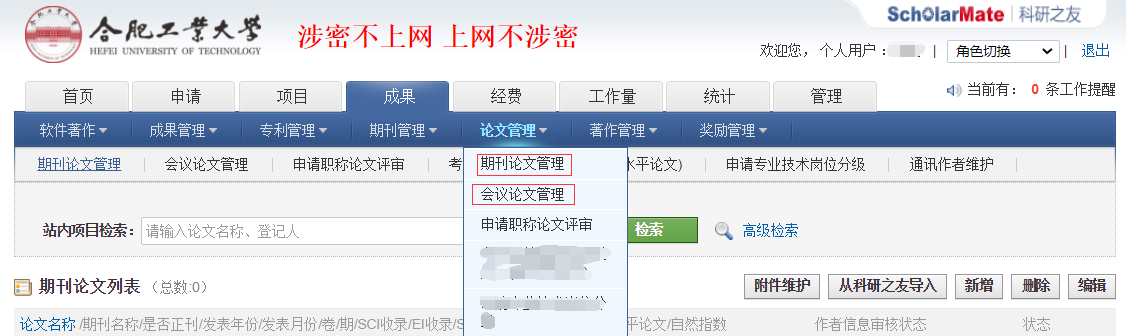 合肥工业大学
HEFEI UNIVERSITY OF TECHNOLOGY
涉密不上网 上网不涉密
SCHOLARMATE | 科研之友
欢迎您，个人用户： | 角色切换 | 退出
首页 申请 项目 成果 经费 工作量 统计 管理
当前有： 0 条工作提醒
软件著作 成果管理 专利管理 期刊管理 论文管理 著作管理 奖励管理
期刊论文管理 会议论文管理 申请职称论文评审 考 水平论文) 申请专业技术岗位分级 通讯作者维护
期刊论文管理
会议论文管理
申请职称论文评审
站内项目检索： 请输入论文名称、登记人 检索 高级检索
期刊论文列表 （总数:0） 附件维护 从科研之友导入 新增 删除 编辑
论文名称 /期刊名称/是否正刊/发表年份/发表月份/卷/期/SCI收录/EI收录/S 平论文/自然指数 作者信息审核状态 状态